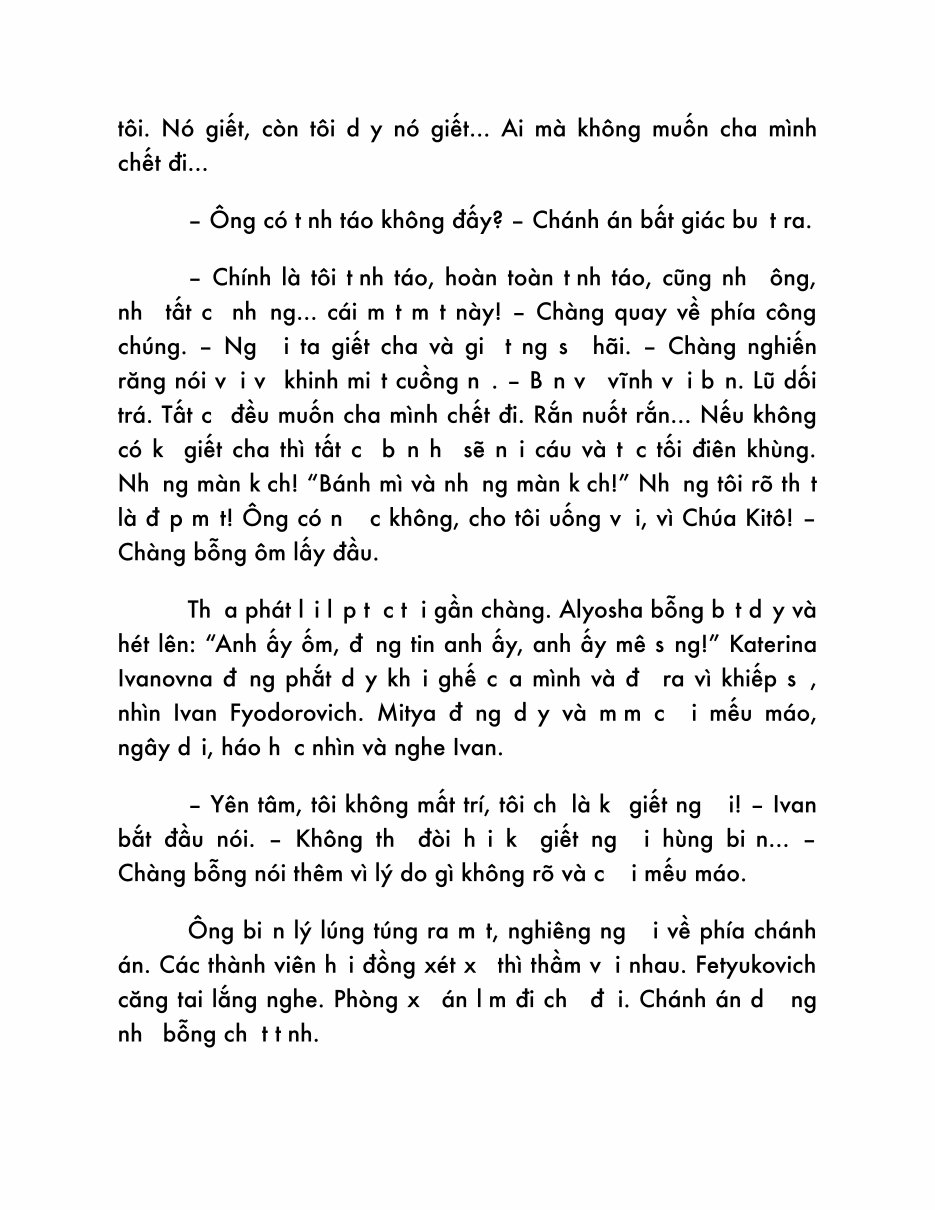 tôi. Nó giết, còn tôi d y nó giết... Ai mà không muốn cha mình
chết đi...
– Ông có t nh táo không đấy? – Chánh án bất giác bu t ra.
– Chính là tôi t nh táo, hoàn toàn t nh táo, cũng nh ông,
nh tất c nh ng... cái m t m t này! – Chàng quay về phía công
chúng. – Ng i ta giết cha và gi t ng s hãi. – Chàng nghiến
răng nói v i v khinh mi t cuồng n . – B n v vĩnh v i b n. Lũ dối
trá. Tất c đều muốn cha mình chết đi. Rắn nuốt rắn... Nếu không
có k giết cha thì tất c b n h sẽ n i cáu và t c tối điên khùng.
Nh ng màn k ch! “Bánh mì và nh ng màn k ch!” Nh ng tôi rõ th t
là đ p m t! Ông có n c không, cho tôi uống v i, vì Chúa Kitô! –
Chàng bỗng ôm lấy đầu.
Th a phát l i l p t c t i gần chàng. Alyosha bỗng b t d y và
hét lên: “Anh ấy ốm, đ ng tin anh ấy, anh ấy mê s ng!” Katerina
Ivanovna đ ng phắt d y kh i ghế c a mình và đ ra vì khiếp s ,
nhìn Ivan Fyodorovich. Mitya đ ng d y và m m c i mếu máo,
ngây d i, háo h c nhìn và nghe Ivan.
– Yên tâm, tôi không mất trí, tôi ch là k giết ng i! – Ivan
bắt đầu nói. – Không th đòi h i k giết ng i hùng bi n... –
Chàng bỗng nói thêm vì lý do gì không rõ và c i mếu máo.
Ông bi n lý lúng túng ra m t, nghiêng ng i về phía chánh
án. Các thành viên h i đồng xét x thì thầm v i nhau. Fetyukovich
căng tai lắng nghe. Phòng x án l m đi ch đ i. Chánh án d ng
nh bỗng ch t t nh.